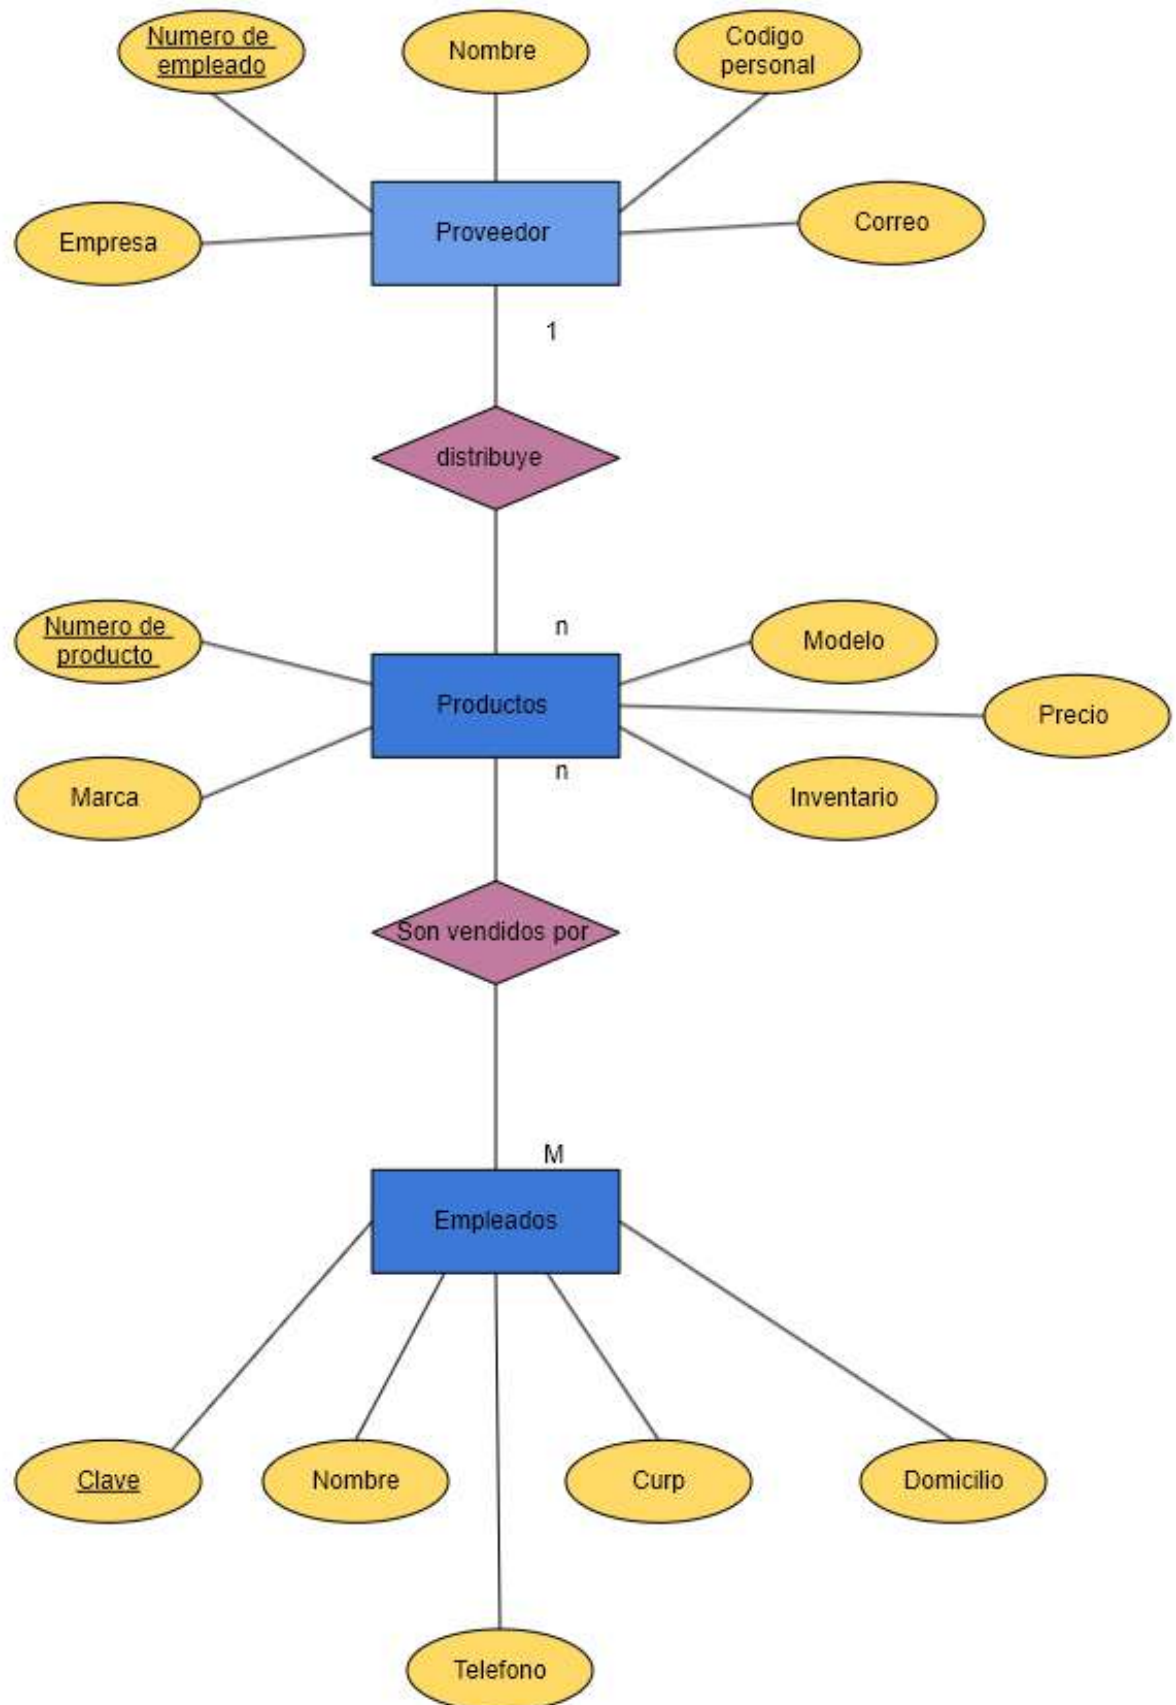 Numero de
empleado
Nombre
Codigo
personal
Empresa
Proveedor
Correo
1
distribuye
n
Numero de
producto
Modelo
Productos
Precio
Marca
n
Inventario
Son vendidos por
M
Empleados
Clave
Nombre
Curp
Domicilio
Telefono